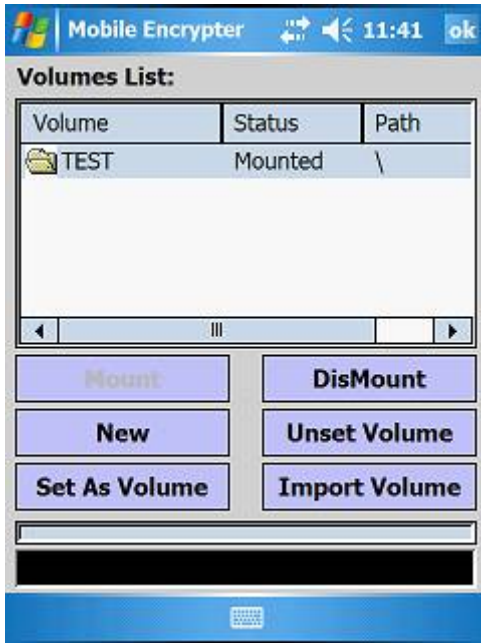 Mobile Encrypter 11:41 ok
Volumes List:
Volume Status Path
TEST Mounted \
Mount DisMount
New Unset Volume
Set As Volume Import Volume